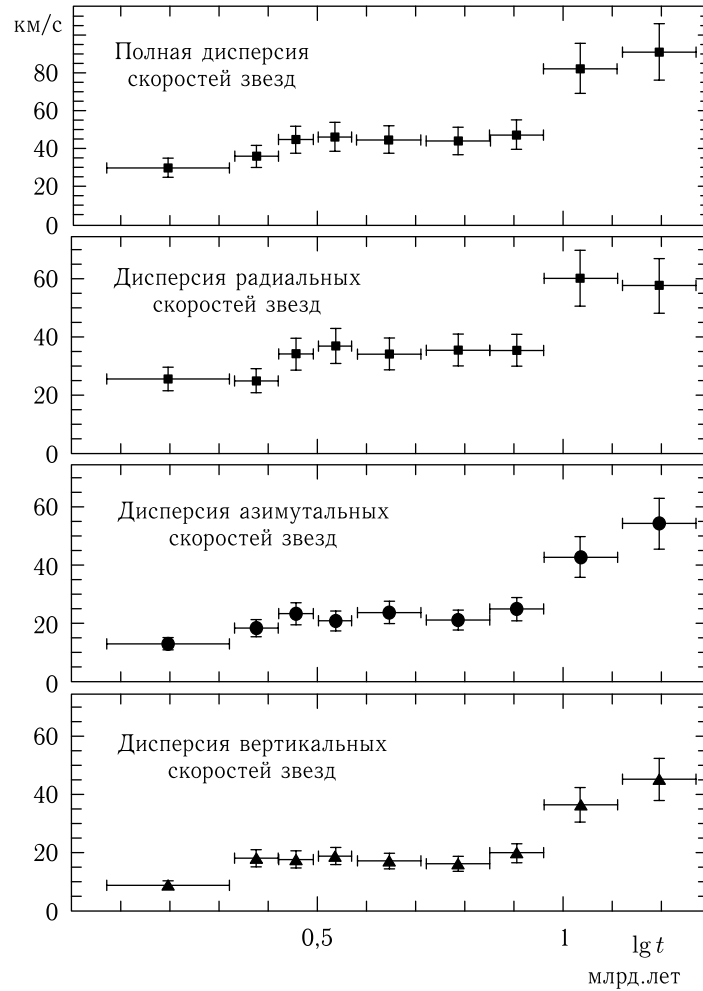 км/с
Полная дисперсия
скоростей звезд
80
60
40
20
0
Дисперсия радиальных
скоростей звезд
60
40
20
0
Дисперсия азимутальных
скоростей звезд
60
40
20
0
Дисперсия вертикальных
скоростей звезд
60
40
20
0
0,5
1
lg t
млрд.лет